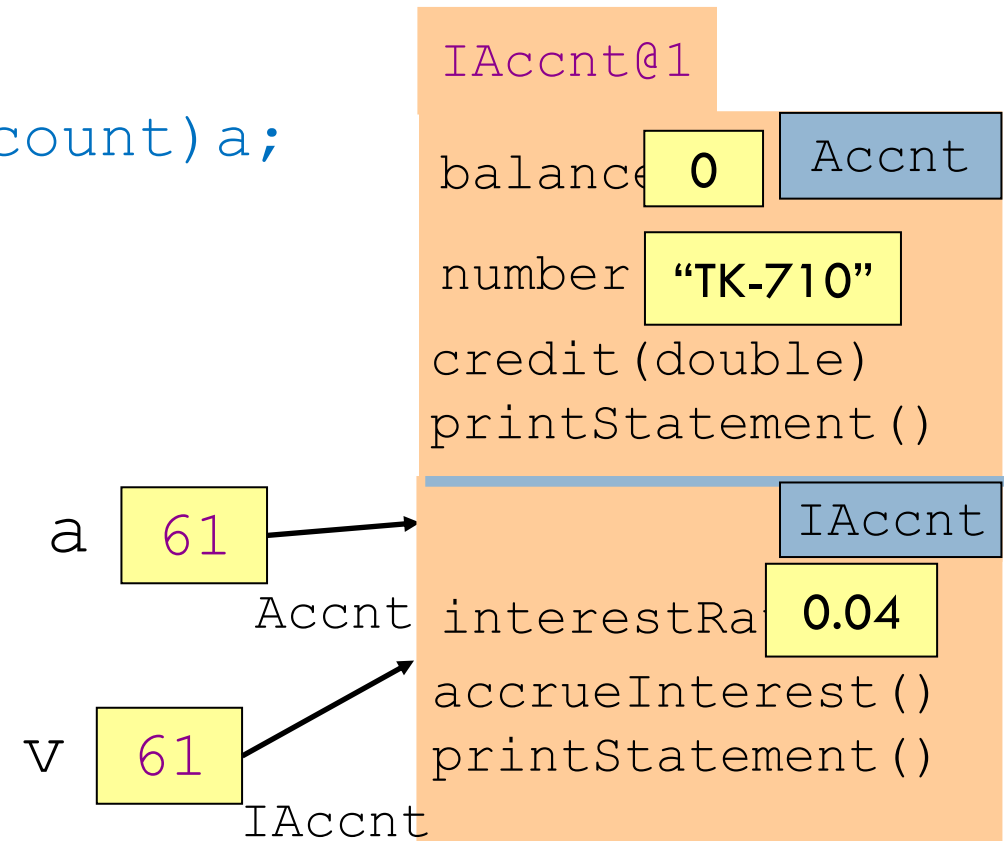 IAccnt@1
count)a;
balance 0 Accnt
number “TK-710”
credit(double)
printStatement()
IAccnt
a 61
Accnt interestRa 0.04
accrueInterest()
v 61 printStatement()
IAccnt